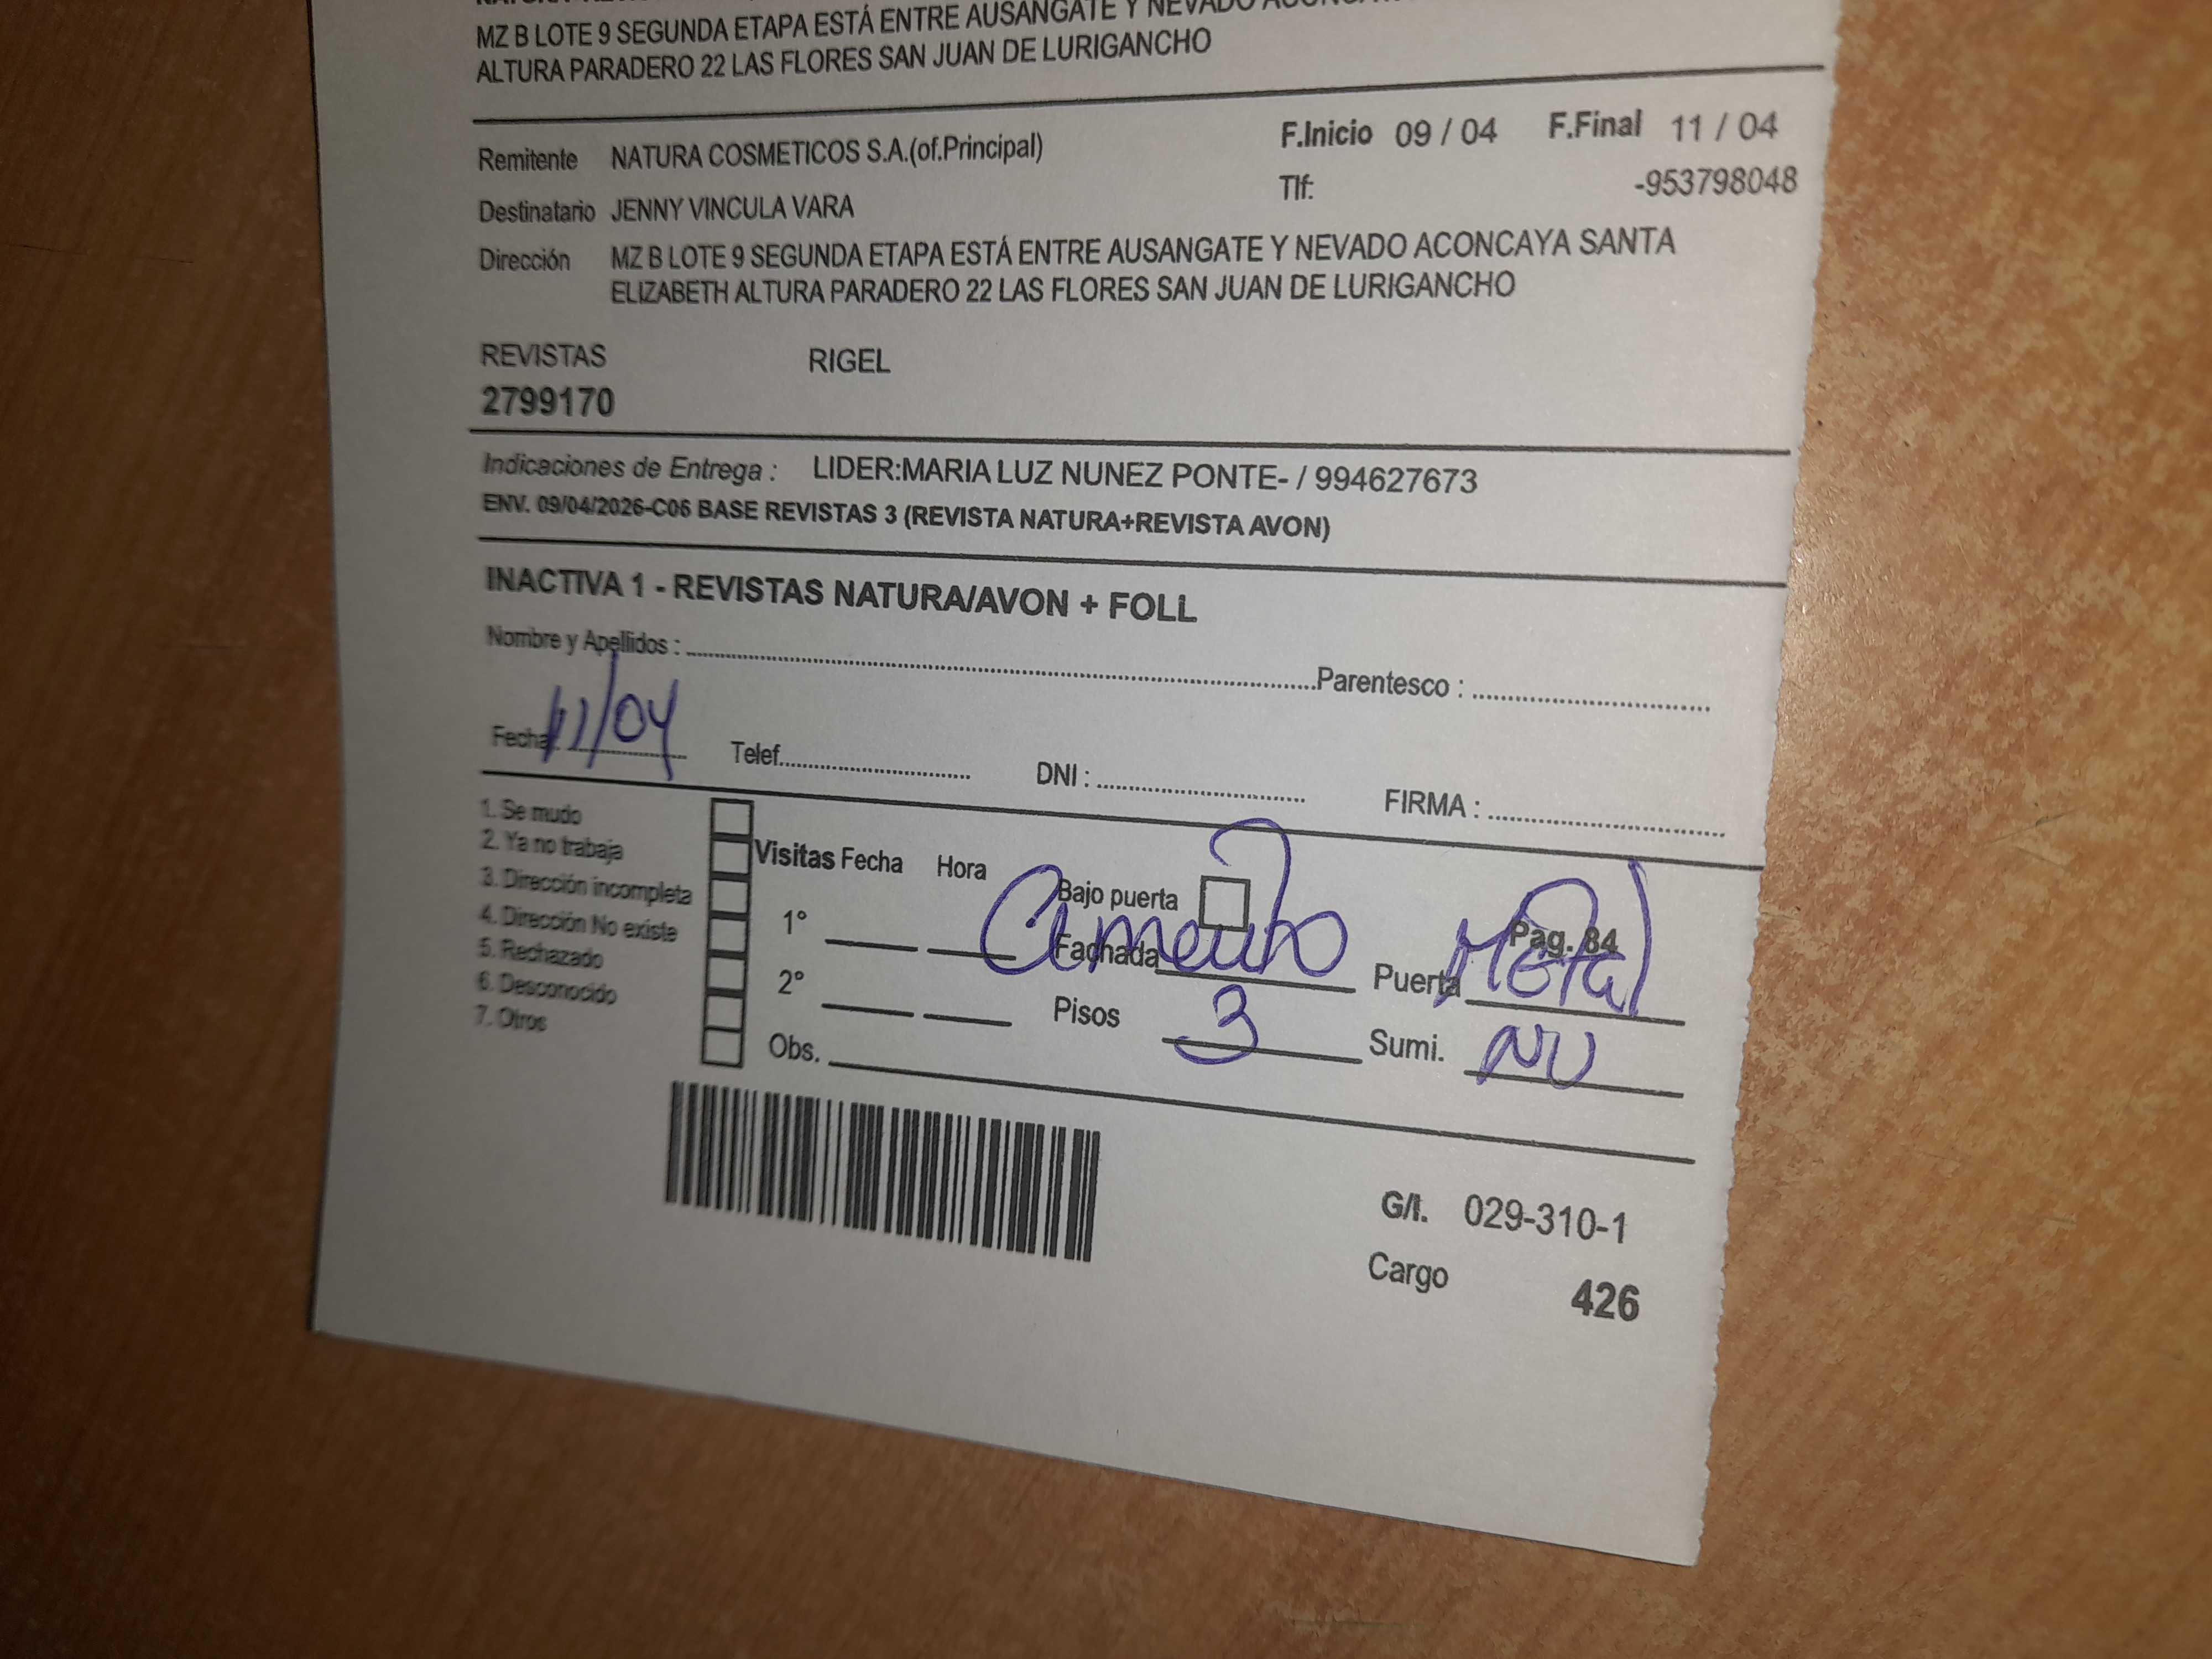 MZ B LOTE 9 SEGUNDA ETAPA ESTÁ ENTRE AUSANGATE Y NEVADO
ALTURA PARADERO 22 LAS FLORES SAN JUAN DE LURIGANCHO
Remitente NATURA COSMETICOS S.A.(of.Principal) F.Inicio 09 / 04 F.Final 11 / 04
Destinatario JENNY VINCULA VARA Tlf: -953798048
Dirección MZ B LOTE 9 SEGUNDA ETAPA ESTÁ ENTRE AUSANGATE Y NEVADO ACONCAYA SANTA
ELIZABETH ALTURA PARADERO 22 LAS FLORES SAN JUAN DE LURIGANCHO
REVISTAS RIGEL
2799170
Indicaciones de Entrega : LIDER:MARIA LUZ NUNEZ PONTE- / 994627673
ENV. 09/04/2026-C06 BASE REVISTAS 3 (REVISTA NATURA+REVISTA AVON)
INACTIVA 1 - REVISTAS NATURA/AVON + FOLL
Nombre y Apellidos : Parentesco :
Fecha: 11/04 Telef. DNI : FIRMA :
1. Se mudo
2. Ya no trabaja
3. Dirección incompleta
4. Dirección No existe
5. Rechazado
6. Desconocido
7. Otros
Visitas Fecha Hora
1°
2°
Obs.
Bajo puerta
Fachada Cemento Puerta Metal
Pag. 84
Pisos 3 Sumi. NV
G/I. 029-310-1
Cargo 426